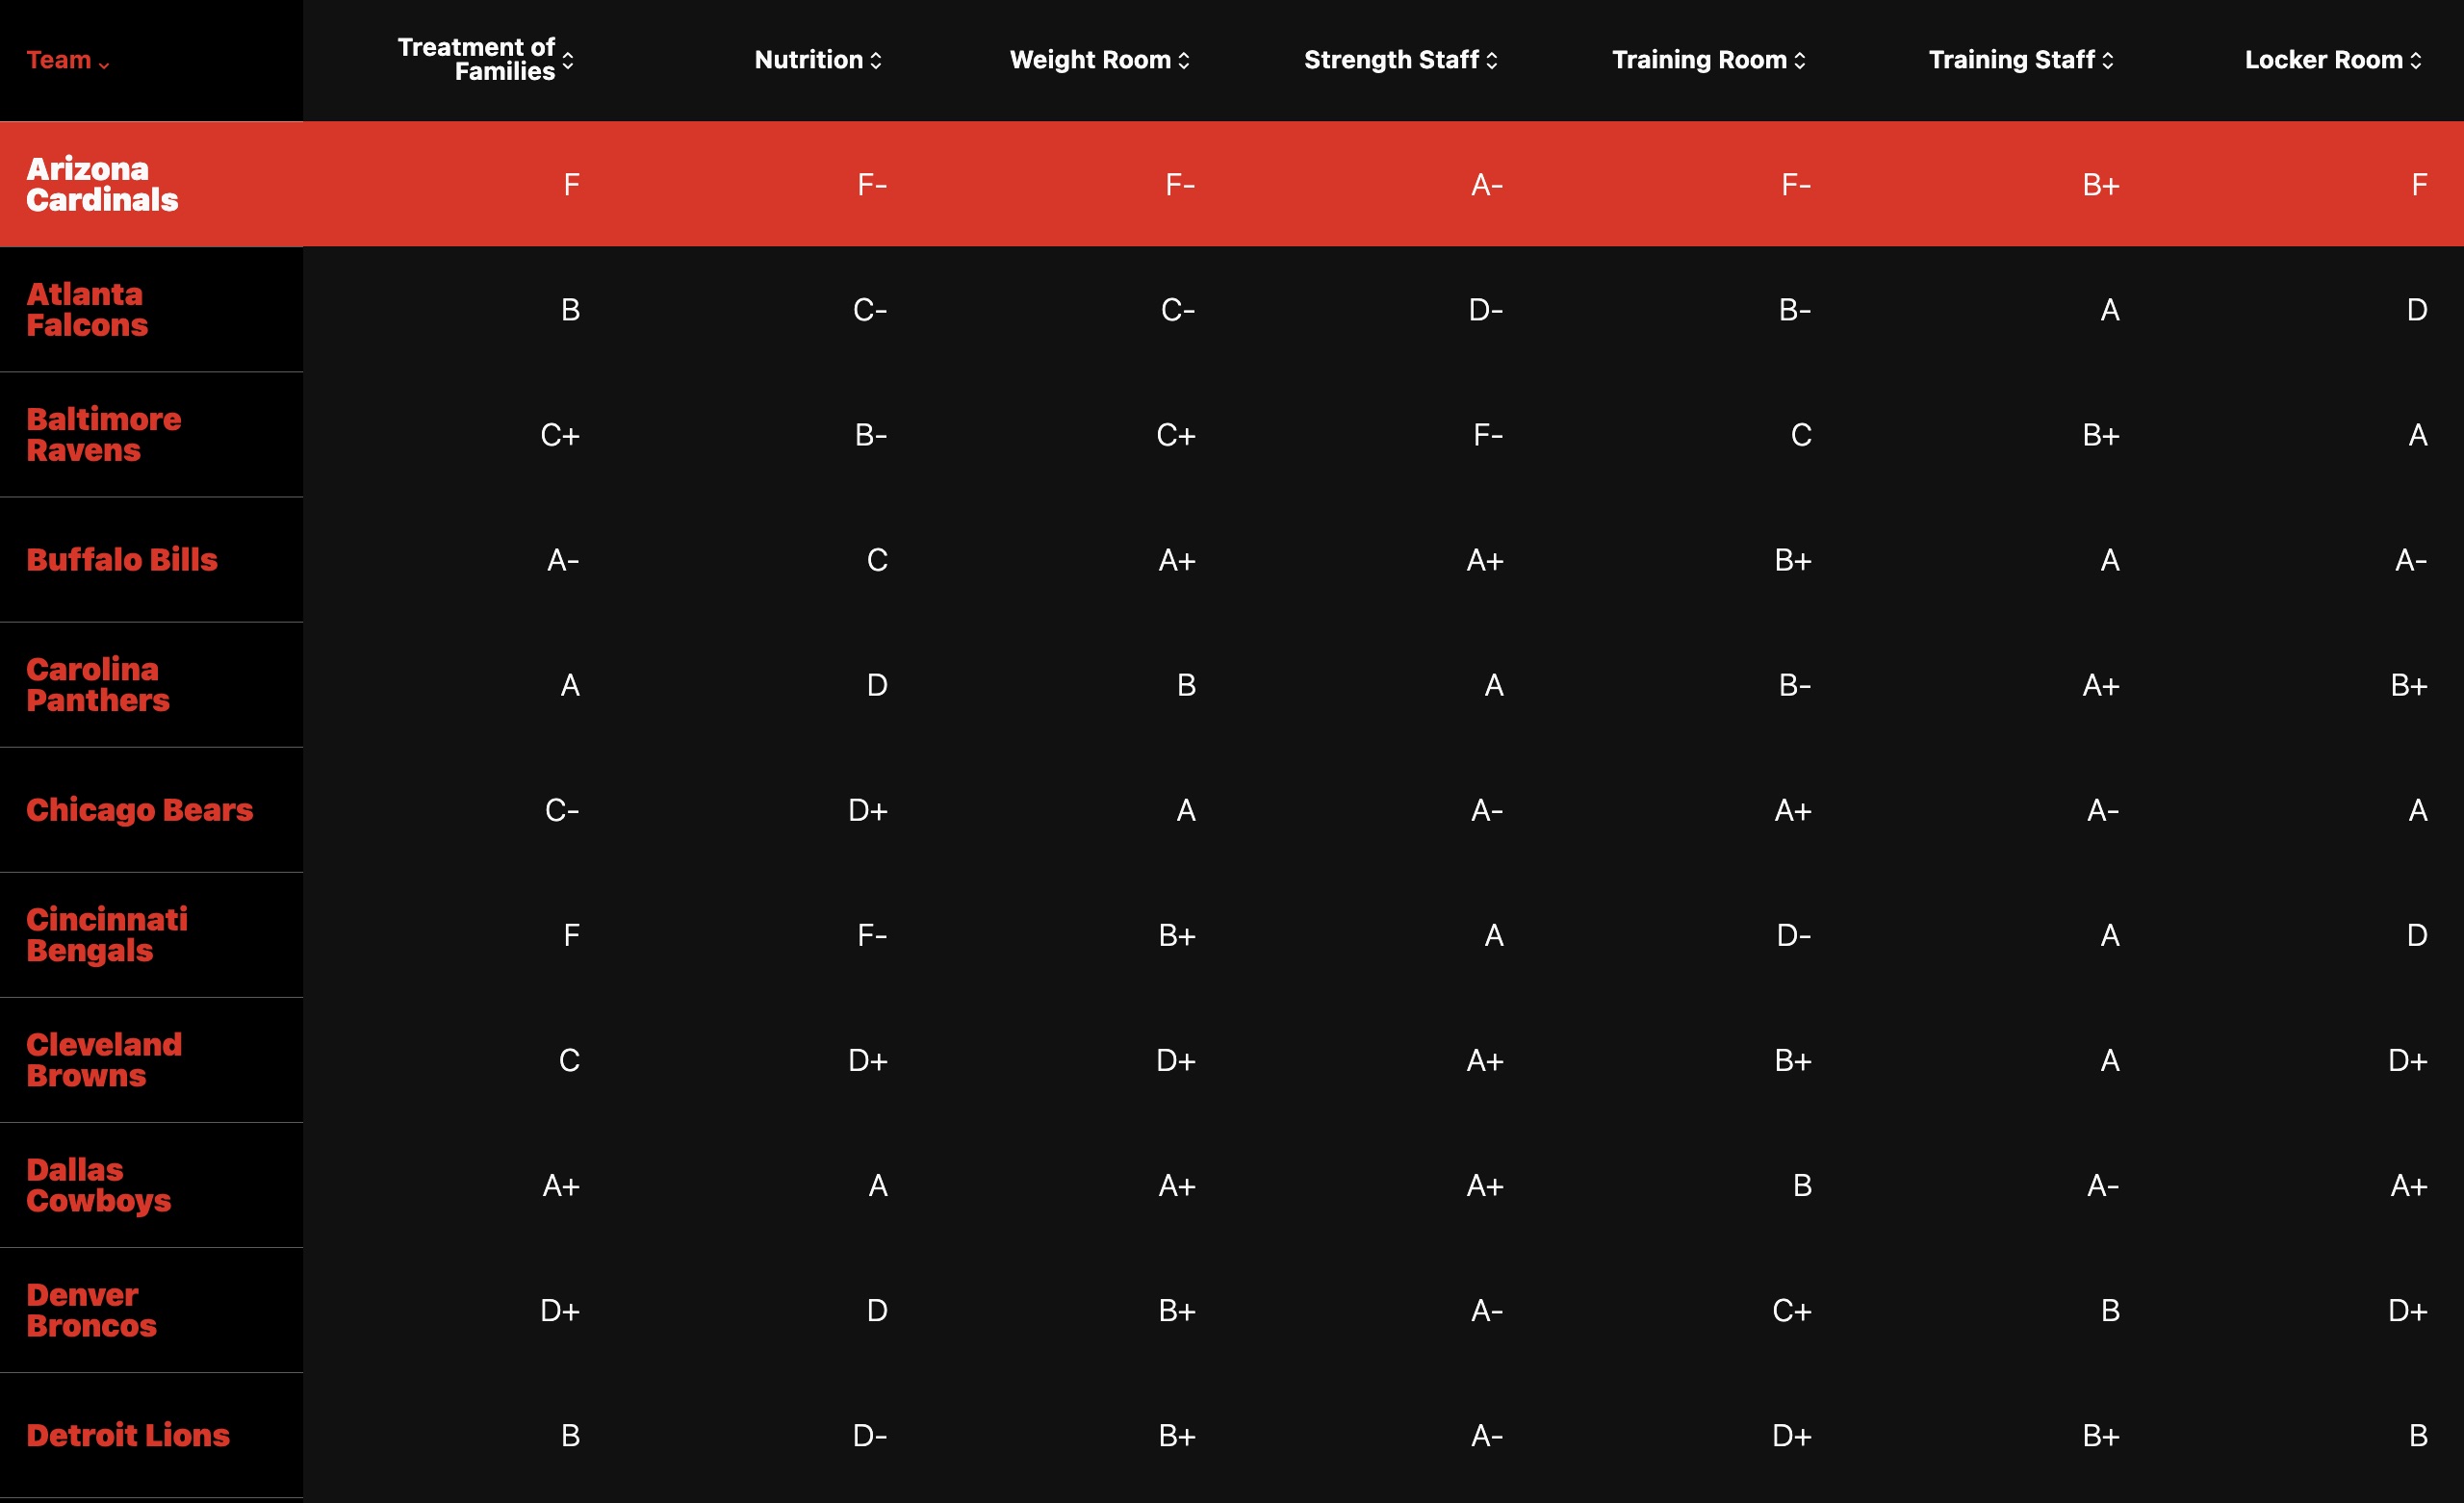 Team Treatment of Families Nutrition Weight Room Strength Staff Training Room Training Staff Locker Room
Arizona Cardinals F F- F- A- F- B+ F
Atlanta Falcons B C- C- D- B- A D
Baltimore Ravens C+ B- C+ F- C B+ A
Buffalo Bills A- C A+ A+ B+ A A-
Carolina Panthers A D B A B- A+ B+
Chicago Bears C- D+ A A- A+ A- A
Cincinnati Bengals F F- B+ A D- A D
Cleveland Browns C D+ D+ A+ B+ A D+
Dallas Cowboys A+ A A+ A+ B A- A+
Denver Broncos D+ D B+ A- C+ B D+
Detroit Lions B D- B+ A- D+ B+ B